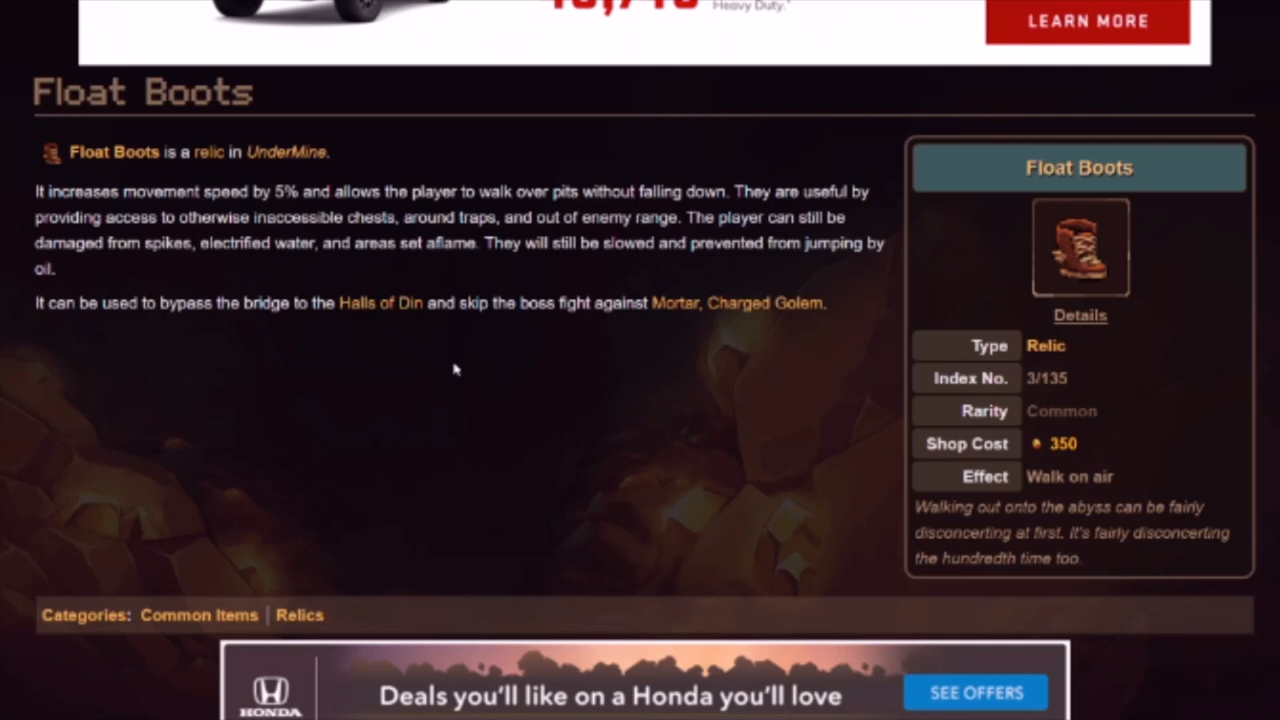 Heavy Duty.*
LEARN MORE
Float Boots
Float Boots is a relic in UnderMine.
It increases movement speed by 5% and allows the player to walk over pits without falling down. They are useful by
providing access to otherwise inaccessible chests, around traps, and out of enemy range. The player can still be
damaged from spikes, electrified water, and areas set aflame. They will still be slowed and prevented from jumping by
oil.
It can be used to bypass the bridge to the Halls of Din and skip the boss fight against Mortar, Charged Golem.
Float Boots
Details
Type Relic
Index No. 3/135
Rarity Common
Shop Cost 350
Effect Walk on air
Walking out onto the abyss can be fairly
disconcerting at first. It's fairly disconcerting
the hundredth time too.
Categories: Common Items | Relics
HONDA
Deals you'll like on a Honda you'll love
SEE OFFERS